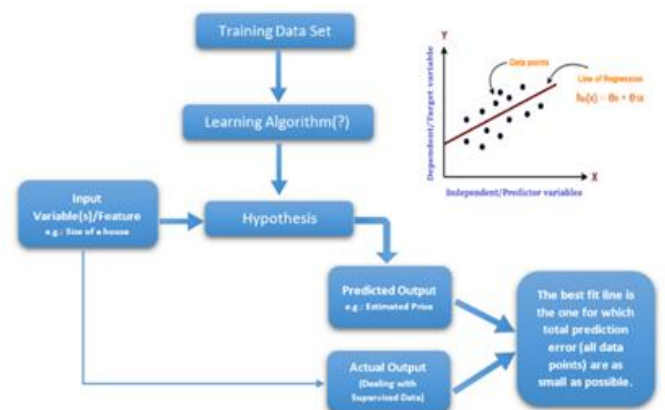 Training Data Set
Learning Algorithm(?)
Input
Variable[s]/Feature
e.g.: Size of a house
Hypothesis
Predicted Output
e.g.: Estimated Price
Actual Output
(Dealing with
Supervised Data)
The best fit line is
the one for which
total prediction
error (all data
points) are as
small as possible.
Y
Data points
Line of Regression
Dependent/Target variable
X
Independent/Predictor variables